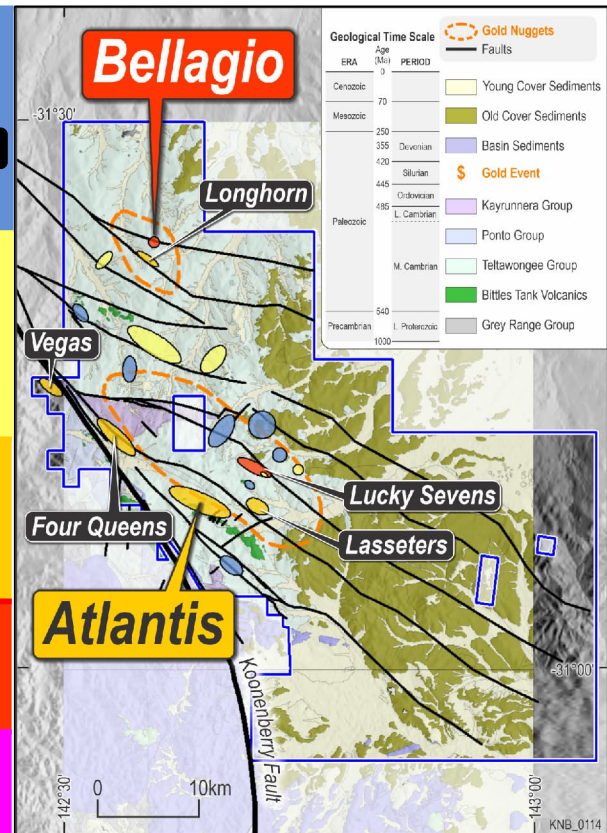 Bellagio
Longhorn
Vegas
Four Queens
Atlantis
Lucky Sevens
Lasseters
Koonenberry Fault
-31°30'
-31°00'
142°30'
143°00'
0 10km
KNB_0114
Geological Time Scale
Age
ERA (Ma) PERIOD
0
Cenozoic
70
Mesozoic
250
355 Devonian
420
Silurian
445
Ordovician
485
L. Cambrian
Paleozoic
M. Cambrian
540
Precambrian L. Proterozoic
1000
Gold Nuggets
Faults
Young Cover Sediments
Old Cover Sediments
Basin Sediments
$ Gold Event
Kayrunnera Group
Ponto Group
Teltawongee Group
Bittles Tank Volcanics
Grey Range Group